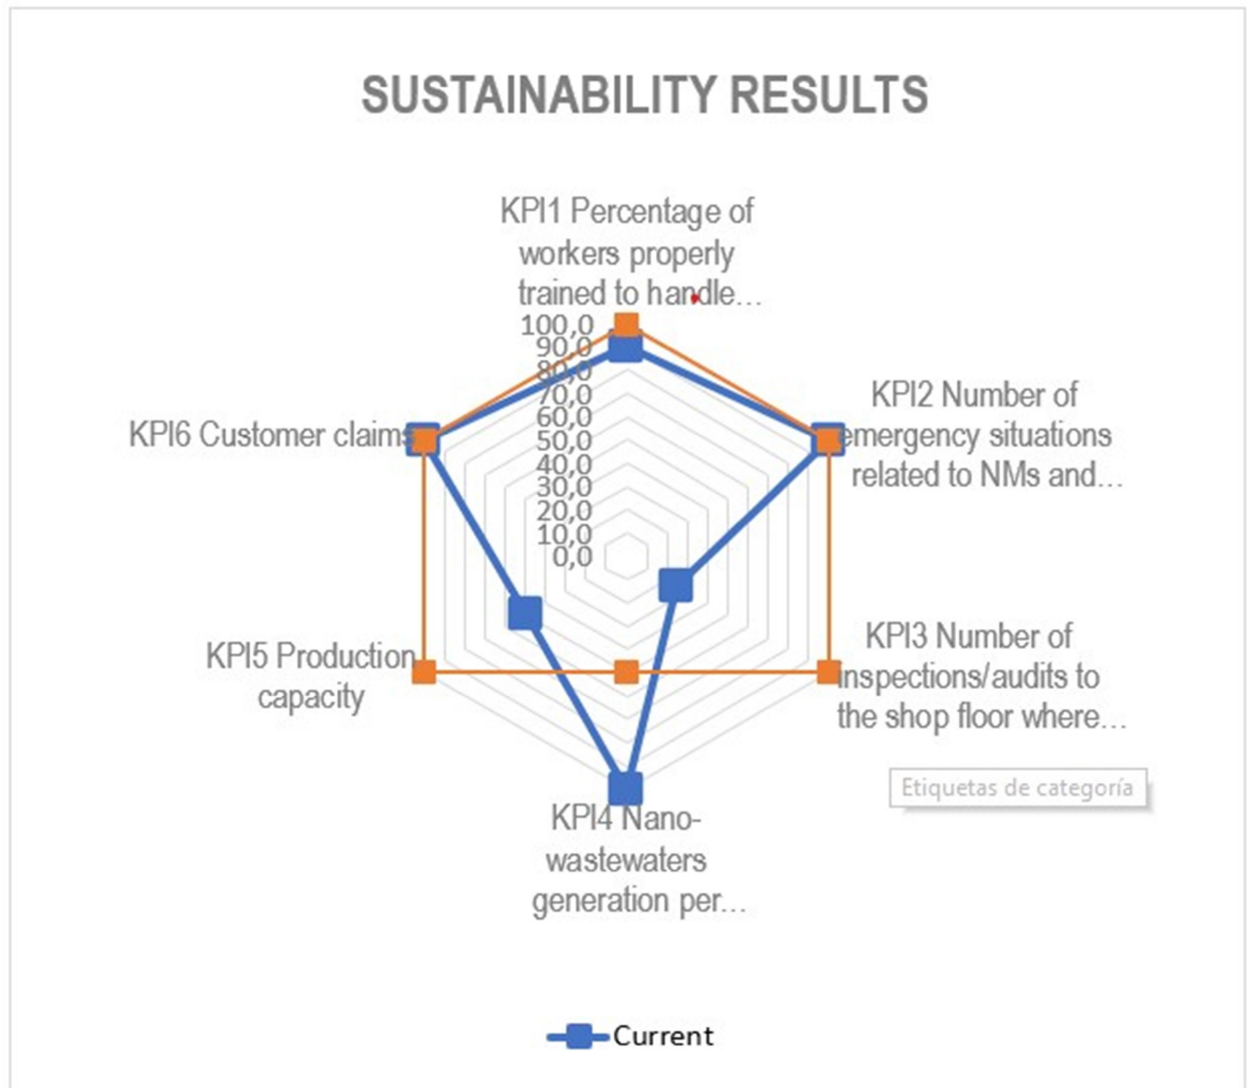 SUSTAINABILITY RESULTS
KPI1 Percentage of
workers properly
trained to handle...
100,0
90,0
80,0
70,0
60,0
50,0
40,0
30,0
20,0
10,0
0,0
KPI2 Number of
emergency situations
related to NMs and...
KPI6 Customer claims
KPI3 Number of
inspections/audits to
the shop floor where...
KPI5 Production
capacity
Etiquetas de categoría
KPI4 Nano-
wastewaters
generation per...
Current